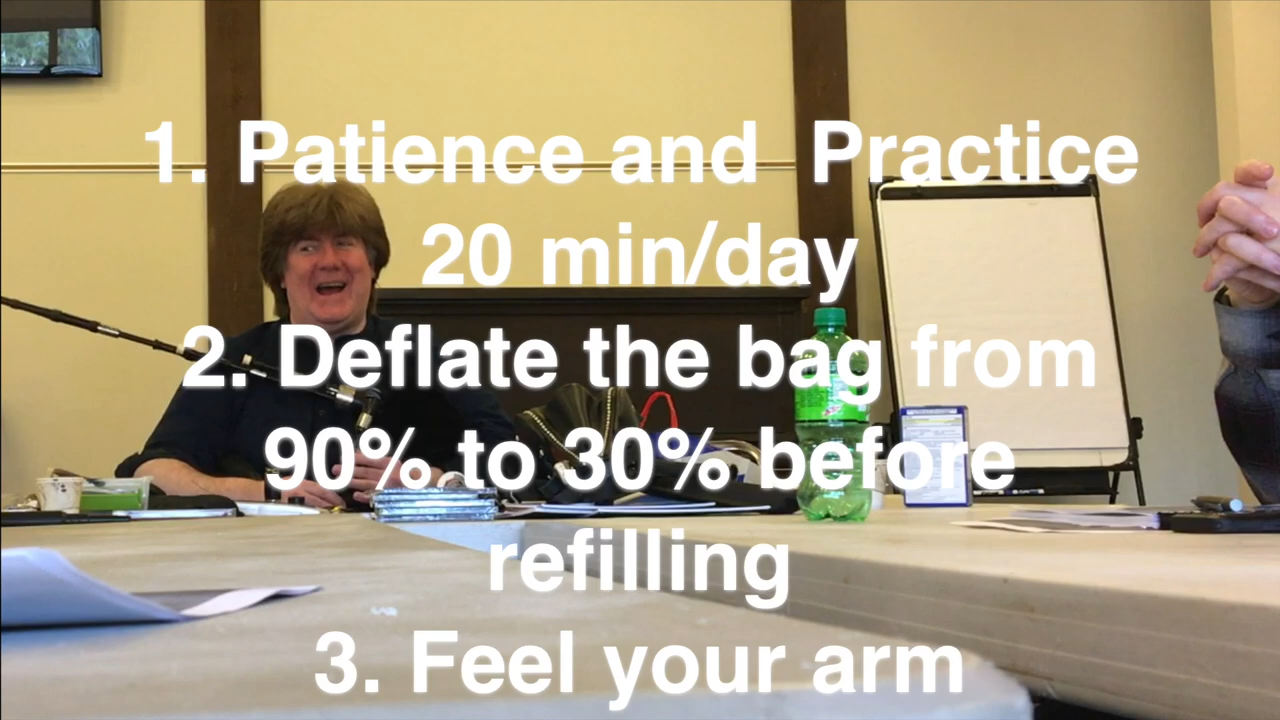 1. Patience and  Practice
20 min/day
2. Deflate the bag from
90% to 30% before
refilling
3. Feel your arm